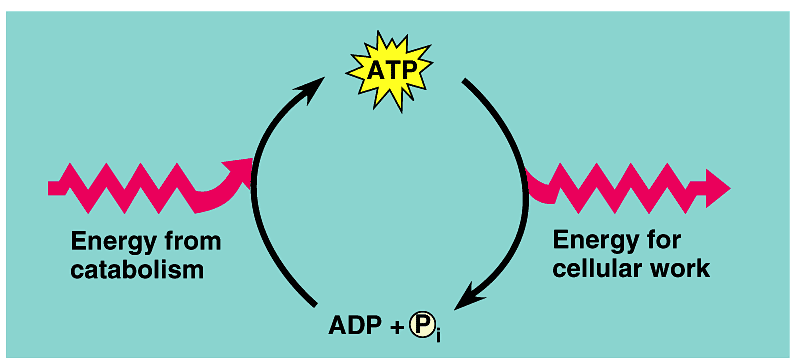 ATP
Energy from
catabolism
Energy for
cellular work
ADP + Pi